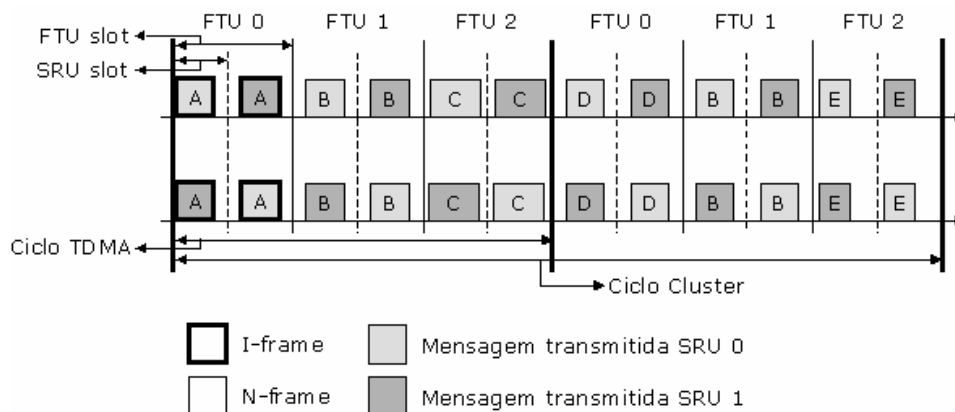 FTU 0 FTU 1 FTU 2 FTU 0 FTU 1 FTU 2
FTU slot
SRU slot
A A B B C C D D B B E E
A A B B C C D D B B E E
Ciclo TDMA
Ciclo Cluster
I-frame Mensagem transmitida SRU 0
N-frame Mensagem transmitida SRU 1